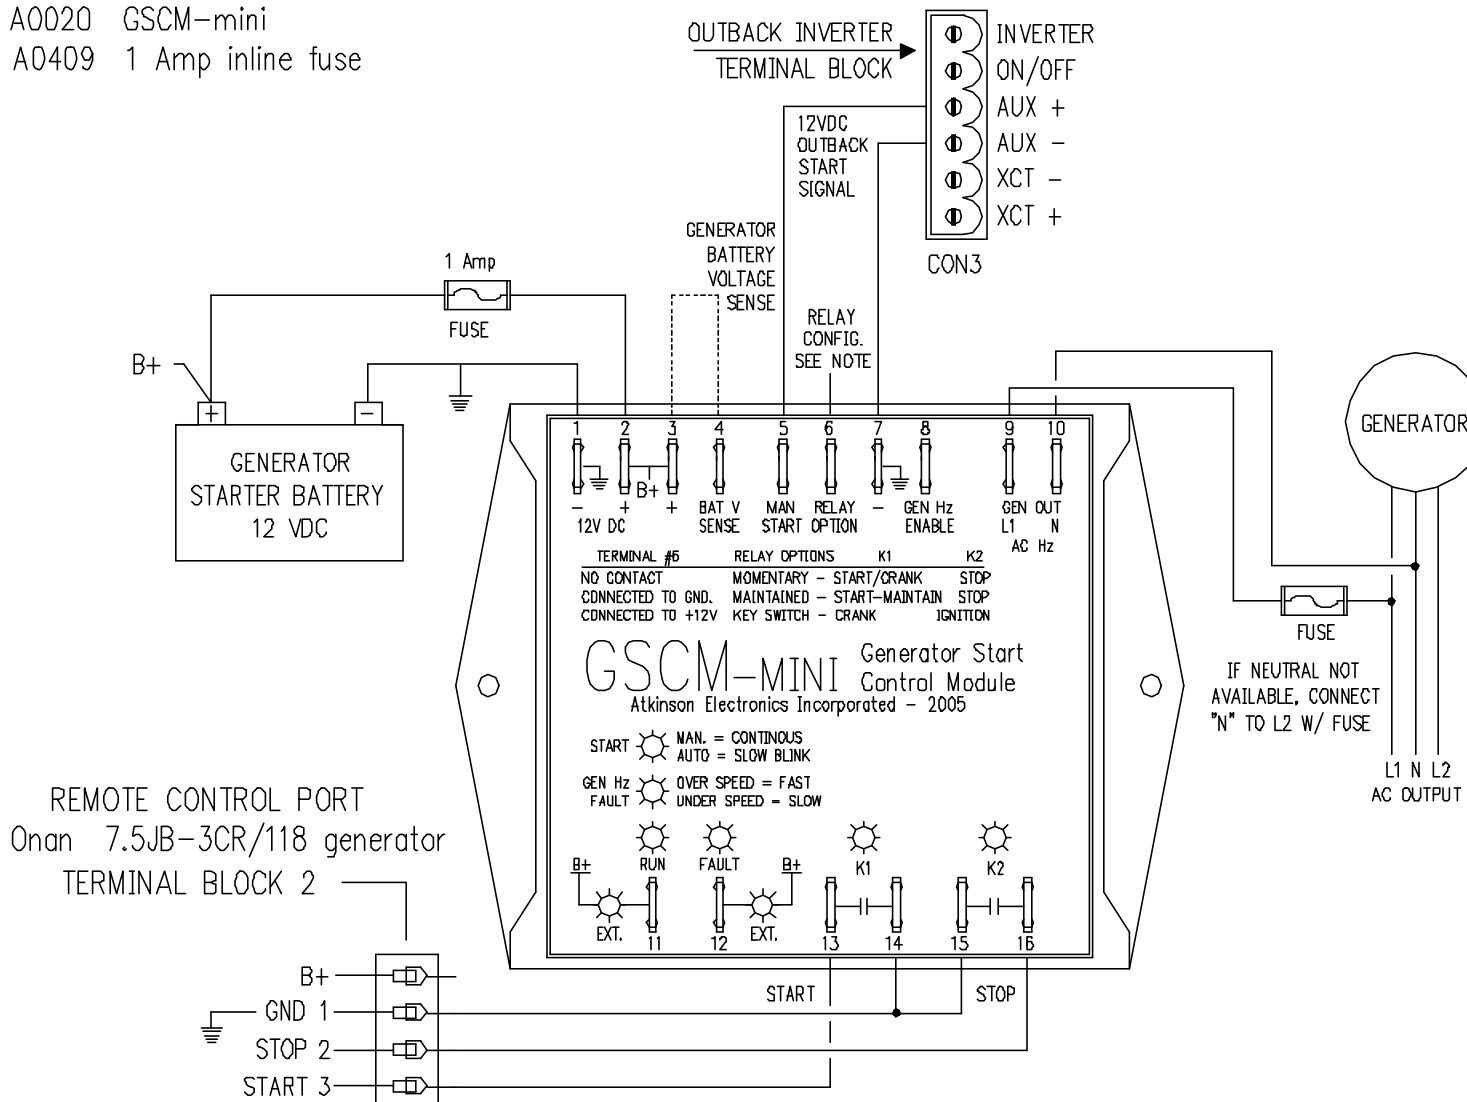 A0020 GSCM-mini
A0409 1 Amp inline fuse
OUTBACK INVERTER
TERMINAL BLOCK
INVERTER
ON/OFF
AUX +
AUX -
XCT -
XCT +
CON3
12VDC
OUTBACK
START
SIGNAL
GENERATOR
BATTERY
VOLTAGE
SENSE
1 Amp
FUSE
RELAY
CONFIG.
SEE NOTE
B+
+ -
GENERATOR
STARTER BATTERY
12 VDC
GENERATOR
1 2 3 4 5 6 7 8 9 10
B+
- + + BAT V MAN RELAY - GEN Hz GEN OUT
12V DC SENSE START OPTION ENABLE L1 N
AC Hz
TERMINAL #6 RELAY OPTIONS K1 K2
NO CONTACT MOMENTARY - START/CRANK STOP
CONNECTED TO GND. MAINTAINED - START-MAINTAIN STOP
CONNECTED TO +12V KEY SWITCH - CRANK IGNITION
GSCM-MINI Generator Start
Control Module
Atkinson Electronics Incorporated - 2005
START MAN. = CONTINOUS
AUTO = SLOW BLINK
GEN Hz OVER SPEED = FAST
FAULT UNDER SPEED = SLOW
FUSE
IF NEUTRAL NOT
AVAILABLE, CONNECT
"N" TO L2 W/ FUSE
L1 N L2
AC OUTPUT
RUN FAULT K1 K2
B+ B+
EXT. EXT.
11 12 13 14 15 16
START STOP
REMOTE CONTROL PORT
Onan 7.5JB-3CR/118 generator
TERMINAL BLOCK 2
B+
GND 1
STOP 2
START 3